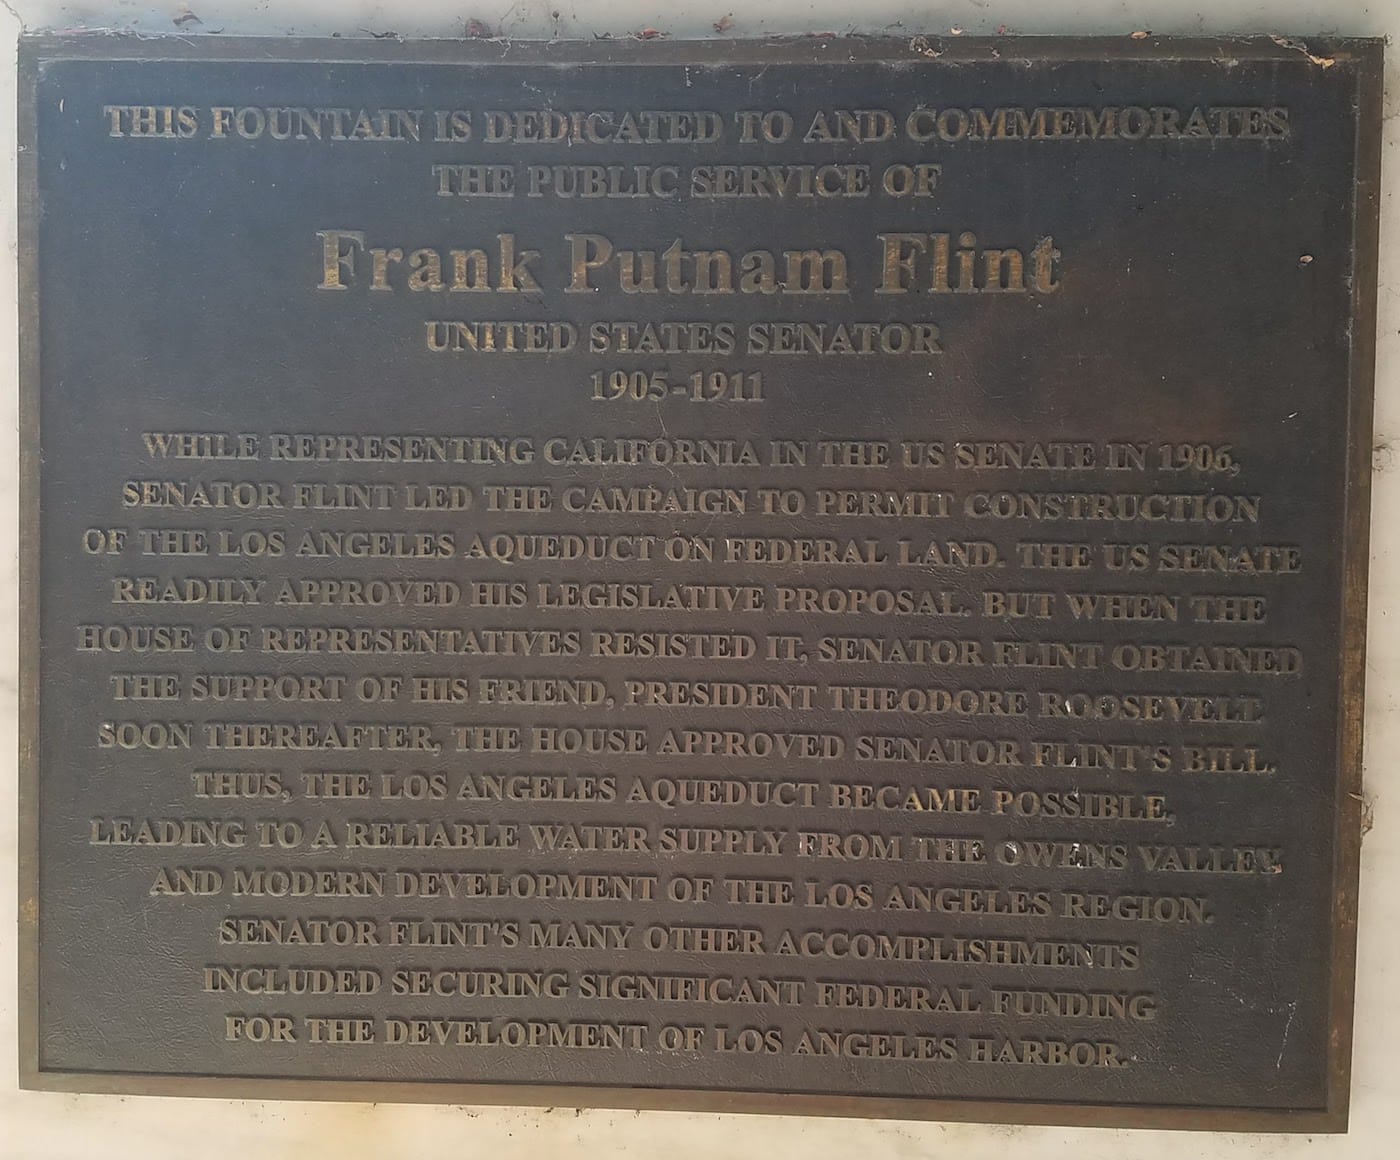 THIS FOUNTAIN IS DEDICATED TO AND COMMEMORATES
THE PUBLIC SERVICE OF
Frank Putnam Flint
UNITED STATES SENATOR
1905-1911
WHILE REPRESENTING CALIFORNIA IN THE US SENATE IN 1906,
SENATOR FLINT LED THE CAMPAIGN TO PERMIT CONSTRUCTION
OF THE LOS ANGELES AQUEDUCT ON FEDERAL LAND. THE US SENATE
READILY APPROVED HIS LEGISLATIVE PROPOSAL. BUT WHEN THE
HOUSE OF REPRESENTATIVES RESISTED IT, SENATOR FLINT OBTAINED
THE SUPPORT OF HIS FRIEND, PRESIDENT THEODORE ROOSEVELT.
SOON THEREAFTER, THE HOUSE APPROVED SENATOR FLINT'S BILL.
THUS, THE LOS ANGELES AQUEDUCT BECAME POSSIBLE,
LEADING TO A RELIABLE WATER SUPPLY FROM THE OWENS VALLEY,
AND MODERN DEVELOPMENT OF THE LOS ANGELES REGION.
SENATOR FLINT'S MANY OTHER ACCOMPLISHMENTS
INCLUDED SECURING SIGNIFICANT FEDERAL FUNDING
FOR THE DEVELOPMENT OF LOS ANGELES HARBOR.